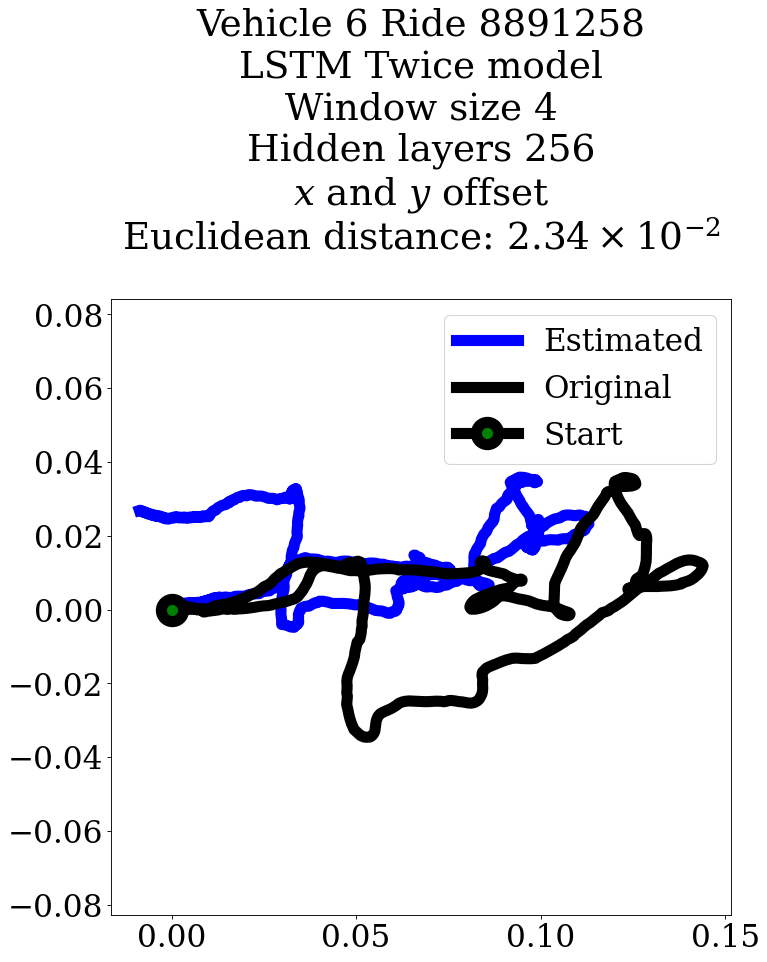 Vehicle 6 Ride 8891258
LSTM Twice model
Window size 4
Hidden layers 256
x and y offset
Euclidean distance: 2.34 × 10⁻²
Estimated
Original
Start
0.08
0.06
0.04
0.02
0.00
−0.02
−0.04
−0.06
−0.08
0.00 0.05 0.10 0.15